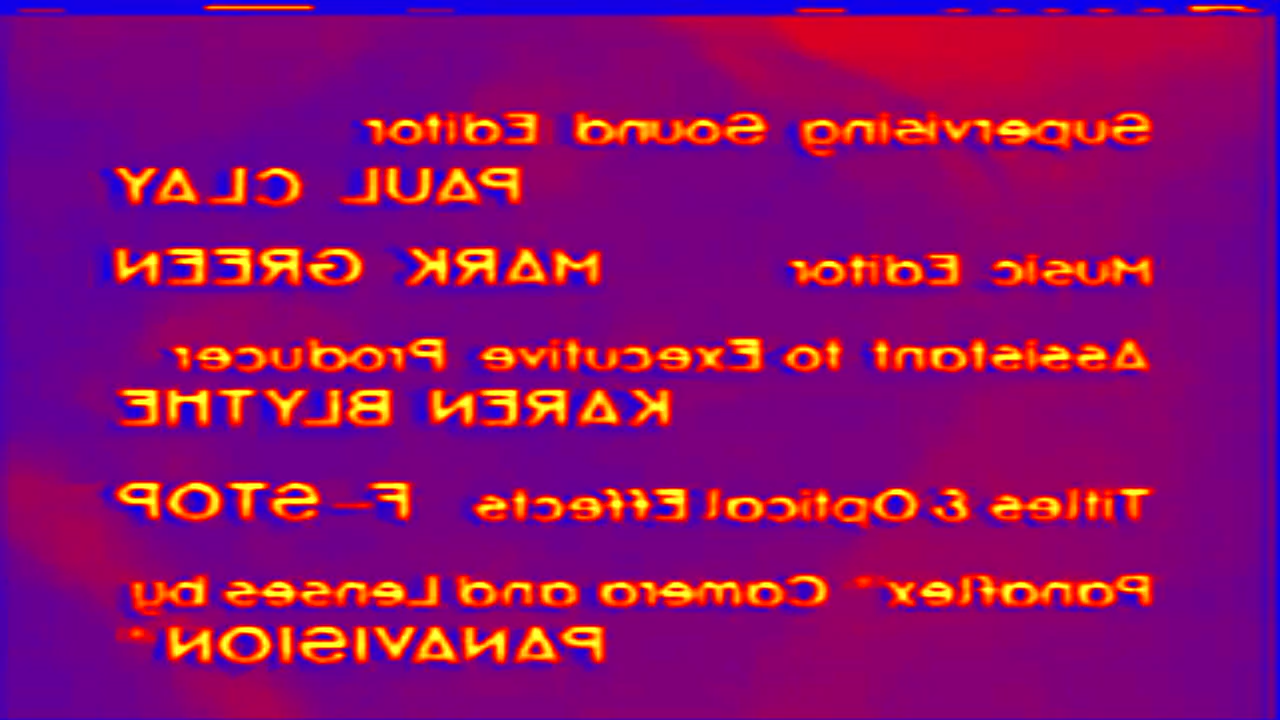 Supervising Sound Editor
PAUL CLAY
Music Editor MARK GREEN
Assistant to Executive Producer
KAREN BLYTHE
Titles & Optical Effects F-STOP
Panaflex® Camera and Lenses by
PANAVISION®